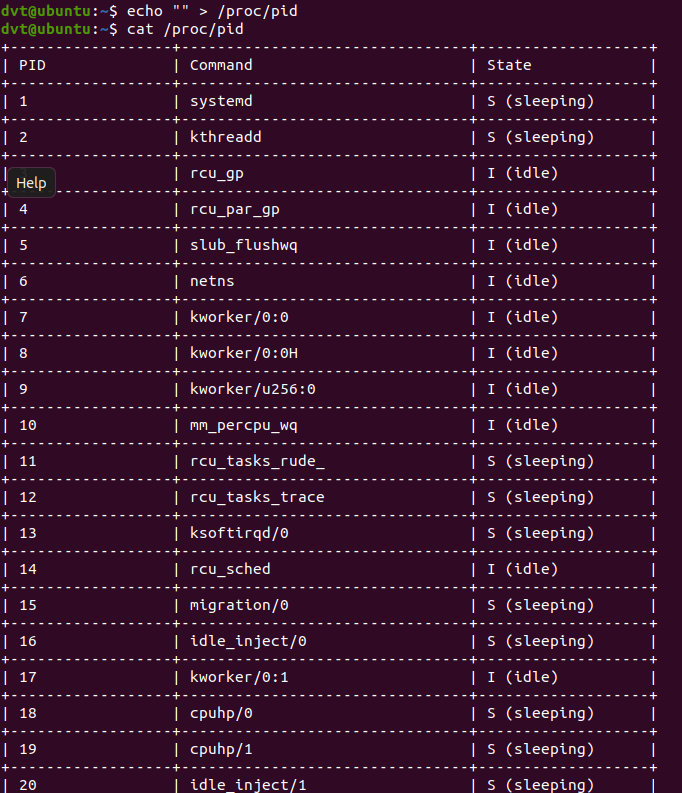 dvt@ubuntu:~$ echo "" > /proc/pid
dvt@ubuntu:~$ cat /proc/pid
+------------------+--------------------------------+-------------------+
| PID | Command | State |
+------------------+--------------------------------+-------------------+
| 1 | systemd | S (sleeping) |
+------------------+--------------------------------+-------------------+
| 2 | kthreadd | S (sleeping) |
+------------------+--------------------------------+-------------------+
| Help | rcu_gp | I (idle) |
+------------------+--------------------------------+-------------------+
| 4 | rcu_par_gp | I (idle) |
+------------------+--------------------------------+-------------------+
| 5 | slub_flushwq | I (idle) |
+------------------+--------------------------------+-------------------+
| 6 | netns | I (idle) |
+------------------+--------------------------------+-------------------+
| 7 | kworker/0:0 | I (idle) |
+------------------+--------------------------------+-------------------+
| 8 | kworker/0:0H | I (idle) |
+------------------+--------------------------------+-------------------+
| 9 | kworker/u256:0 | I (idle) |
+------------------+--------------------------------+-------------------+
| 10 | mm_percpu_wq | I (idle) |
+------------------+--------------------------------+-------------------+
| 11 | rcu_tasks_rude_ | S (sleeping) |
+------------------+--------------------------------+-------------------+
| 12 | rcu_tasks_trace | S (sleeping) |
+------------------+--------------------------------+-------------------+
| 13 | ksoftirqd/0 | S (sleeping) |
+------------------+--------------------------------+-------------------+
| 14 | rcu_sched | I (idle) |
+------------------+--------------------------------+-------------------+
| 15 | migration/0 | S (sleeping) |
+------------------+--------------------------------+-------------------+
| 16 | idle_inject/0 | S (sleeping) |
+------------------+--------------------------------+-------------------+
| 17 | kworker/0:1 | I (idle) |
+------------------+--------------------------------+-------------------+
| 18 | cpuhp/0 | S (sleeping) |
+------------------+--------------------------------+-------------------+
| 19 | cpuhp/1 | S (sleeping) |
+------------------+--------------------------------+-------------------+
| 20 | idle_inject/1 | S (sleeping) |